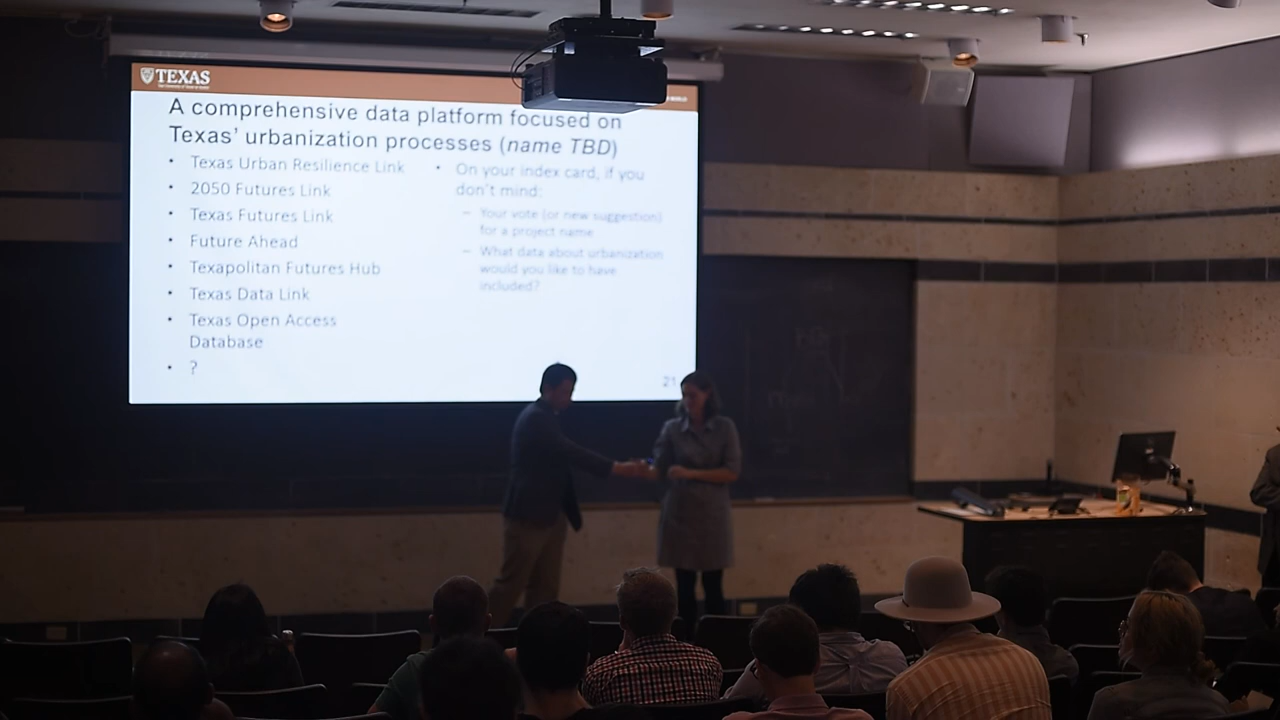 TEXAS
A comprehensive data platform focused on
Texas' urbanization processes (name TBD)
• Texas Urban Resilience Link
• 2050 Futures Link
• Texas Futures Link
• Future Ahead
• Texapolitan Futures Hub
• Texas Data Link
• Texas Open Access
Database
• ?
• On your index card, if you
don't mind:
– Your vote (or new suggestion)
for a project name
– What data about urbanization
would you like to have
included?
21